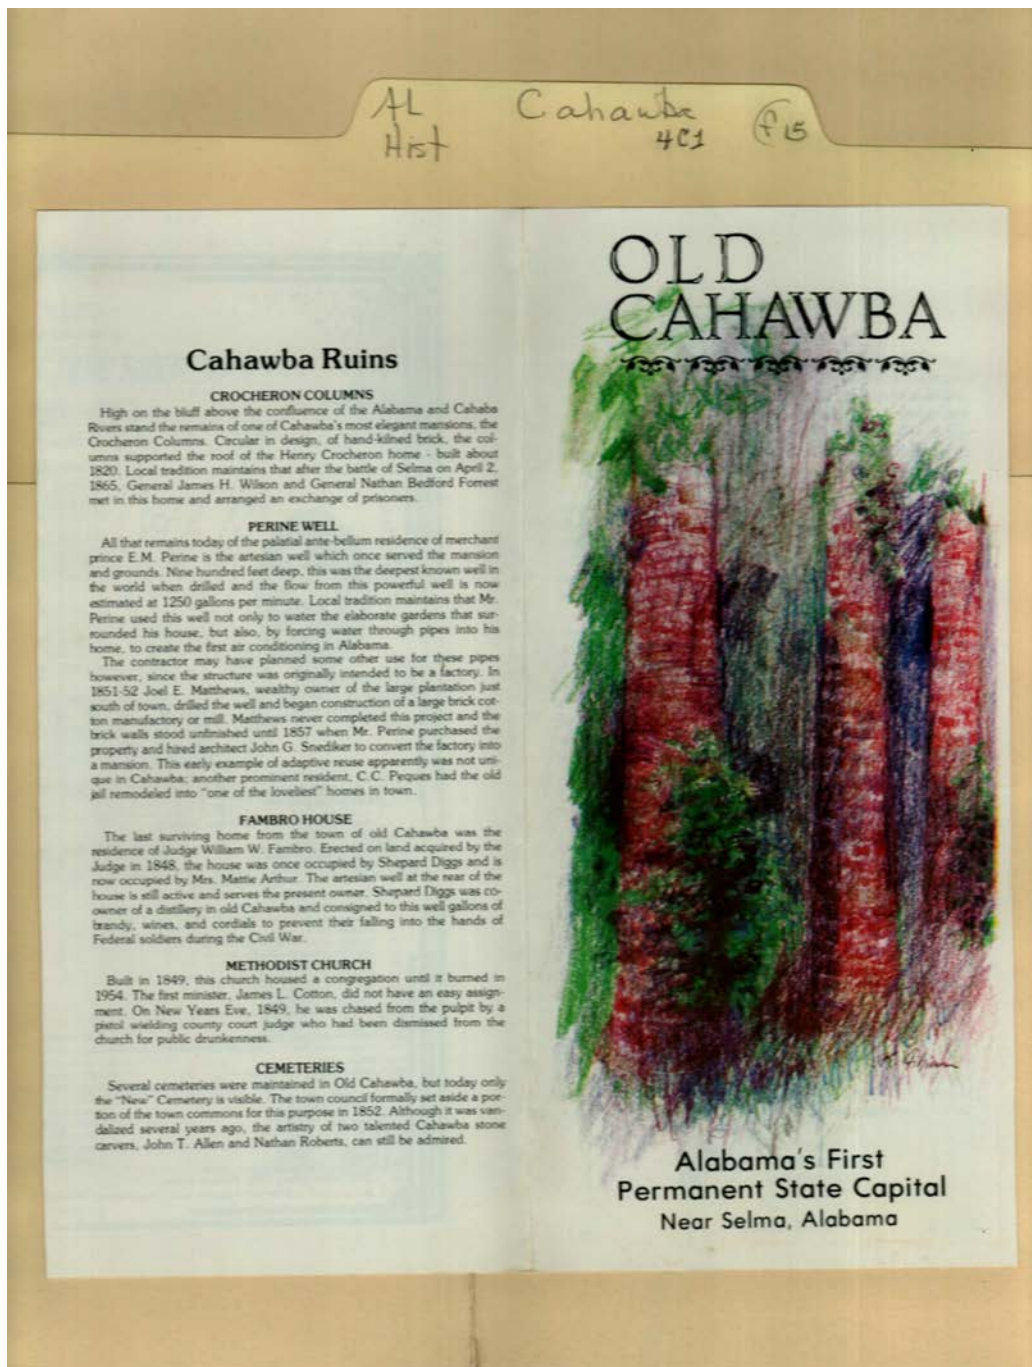 AL Cahawba
Hist 4C1 f15
Cahawba Ruins
CROCHERON COLUMNS
High on the bluff above the confluence of the Alabama and Cahaba
Rivers stand the remains of one of Cahawba's most elegant mansions, the
Crocheron Columns. Circular in design, of hand-kilned brick, the col-
umns supported the roof of the Henry Crocheron home - built about
1820. Local tradition maintains that after the battle of Selma on April 2,
1865, General James H. Wilson and General Nathan Bedford Forrest
met in this home and arranged an exchange of prisoners.
PERINE WELL
All that remains today of the palatial ante-bellum residence of merchant
prince E.M. Perine is the artesian well which once served the mansion
and grounds. Nine hundred feet deep, this was the deepest known well in
the world when drilled and the flow from this powerful well is now
estimated at 1250 gallons per minute. Local tradition maintains that Mr.
Perine used this well not only to water the elaborate gardens that sur-
rounded his house, but also, by forcing water through pipes into his
home, to create the first air conditioning in Alabama.
The contractor may have planned some other use for these pipes
however, since the structure was originally intended to be a factory. In
1851-52 Joel E. Matthews, wealthy owner of the large plantation just
south of town, drilled the well and began construction of a large brick cot-
ton manufactory or mill. Matthews never completed this project and the
brick walls stood unfinished until 1857 when Mr. Perine purchased the
property and hired architect John G. Snediker to convert the factory into
a mansion. This early example of adaptive reuse apparently was not uni-
que in Cahawba; another prominent resident, C.C. Peques had the old
jail remodeled into "one of the loveliest" homes in town.
FAMBRO HOUSE
The last surviving home from the town of old Cahawba was the
residence of Judge William W. Fambro. Erected on land acquired by the
Judge in 1848, the house was once occupied by Shepard Diggs and is
now occupied by Mrs. Mattie Arthur. The artesian well at the rear of the
house is still active and serves the present owner. Shepard Diggs was co-
owner of a distillery in old Cahawba and consigned to this well gallons of
brandy, wines, and cordials to prevent their falling into the hands of
Federal soldiers during the Civil War.
METHODIST CHURCH
Built in 1849, this church housed a congregation until it burned in
1954. The first minister, James L. Cotton, did not have an easy assign-
ment. On New Years Eve, 1849, he was chased from the pulpit by a
pistol wielding county court judge who had been dismissed from the
church for public drunkenness.
CEMETERIES
Several cemeteries were maintained in Old Cahawba, but today only
the "New" Cemetery is visible. The town council formally set aside a por-
tion of the town commons for this purpose in 1852. Although it was van-
dalized several years ago, the artistry of two talented Cahawba stone
carvers, John T. Allen and Nathan Roberts, can still be admired.
OLD
CAHAWBA
Alabama's First
Permanent State Capital
Near Selma, Alabama